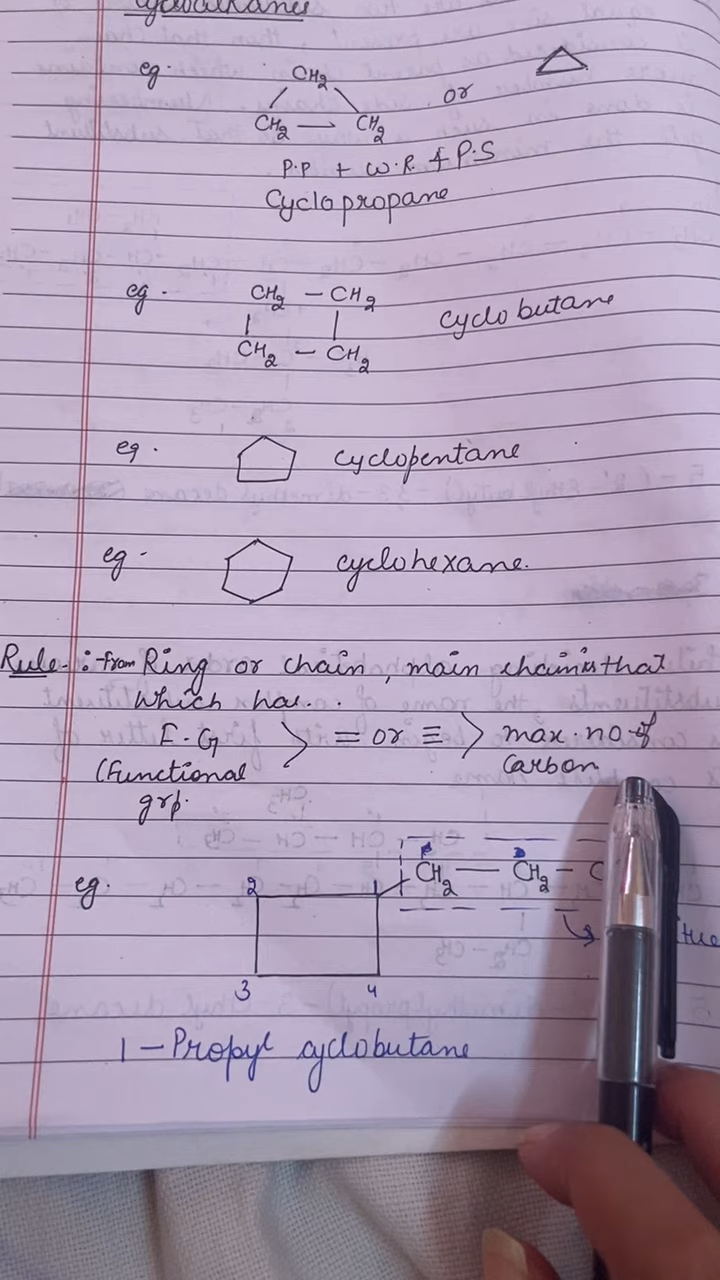 Cycloalkanes
eg. CH2 or
CH2 — CH2
P.P + W.R. + P.S
Cyclopropane
eg. CH2 — CH2 Cyclobutane
CH2 — CH2
eg. cyclopentane
eg. cyclohexane.
Rule-: from Ring or chain, main chain is that
which has..
F.G > = or ≡ > max. no of
(Functional carbon
grp.
eg. 2 1 CH2 — CH2 — C
3 4
1-Propyl cyclobutane